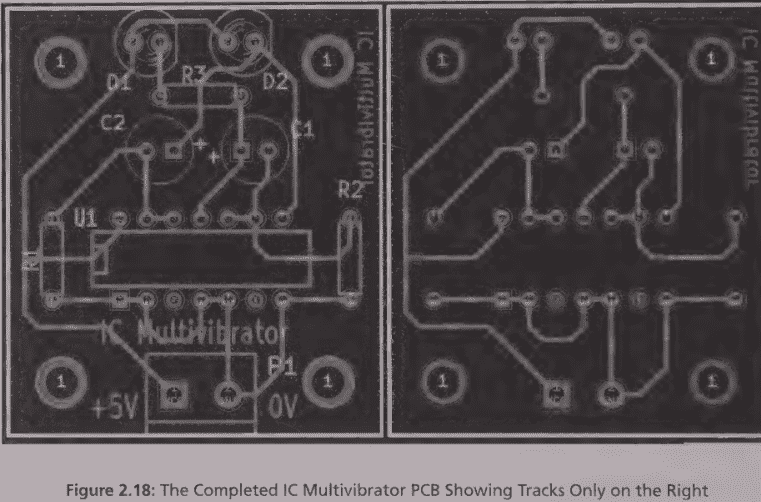 1
1
IC Multivibrator
D1
R3
D2
C2
+
+
C1
R2
U1
R1
IC Multivibrator
P1
1
1
+5V
0V
1
1
IC Multivibrator
1
1
Figure 2.18: The Completed IC Multivibrator PCB Showing Tracks Only on the Right